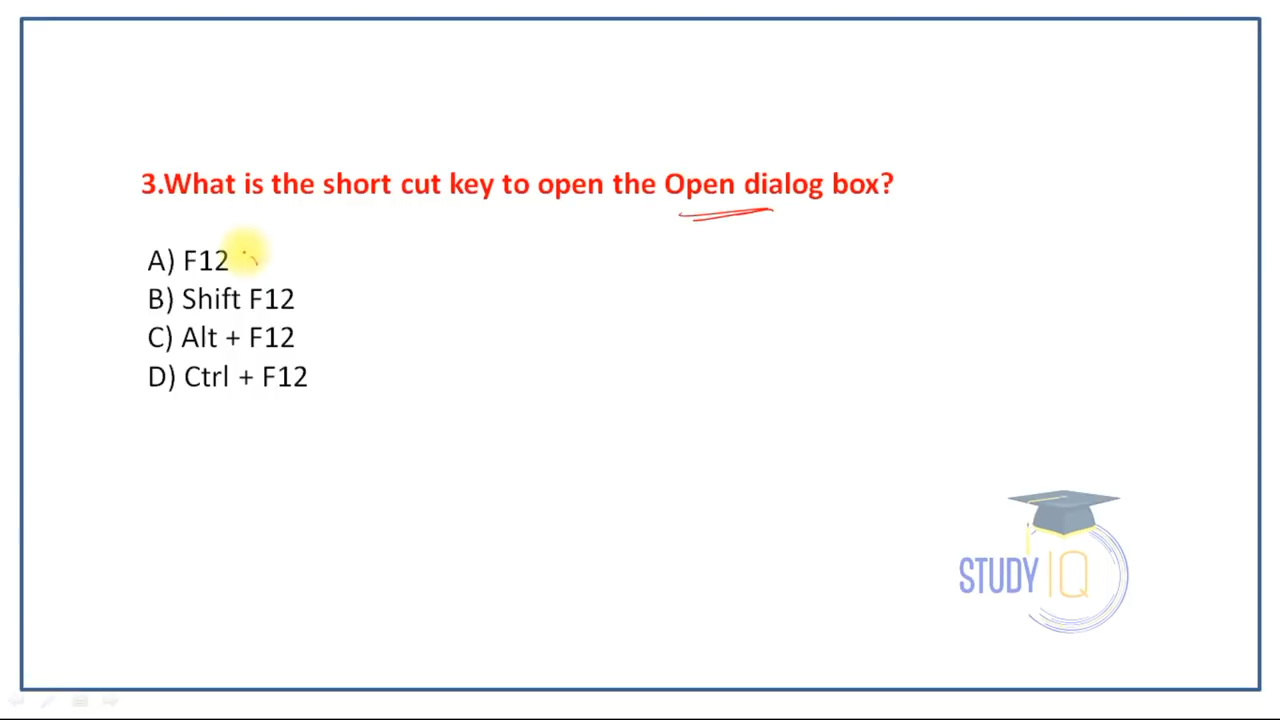 3.What is the short cut key to open the Open dialog box?
A) F12
B) Shift F12
C) Alt + F12
D) Ctrl + F12
STUDY IQ